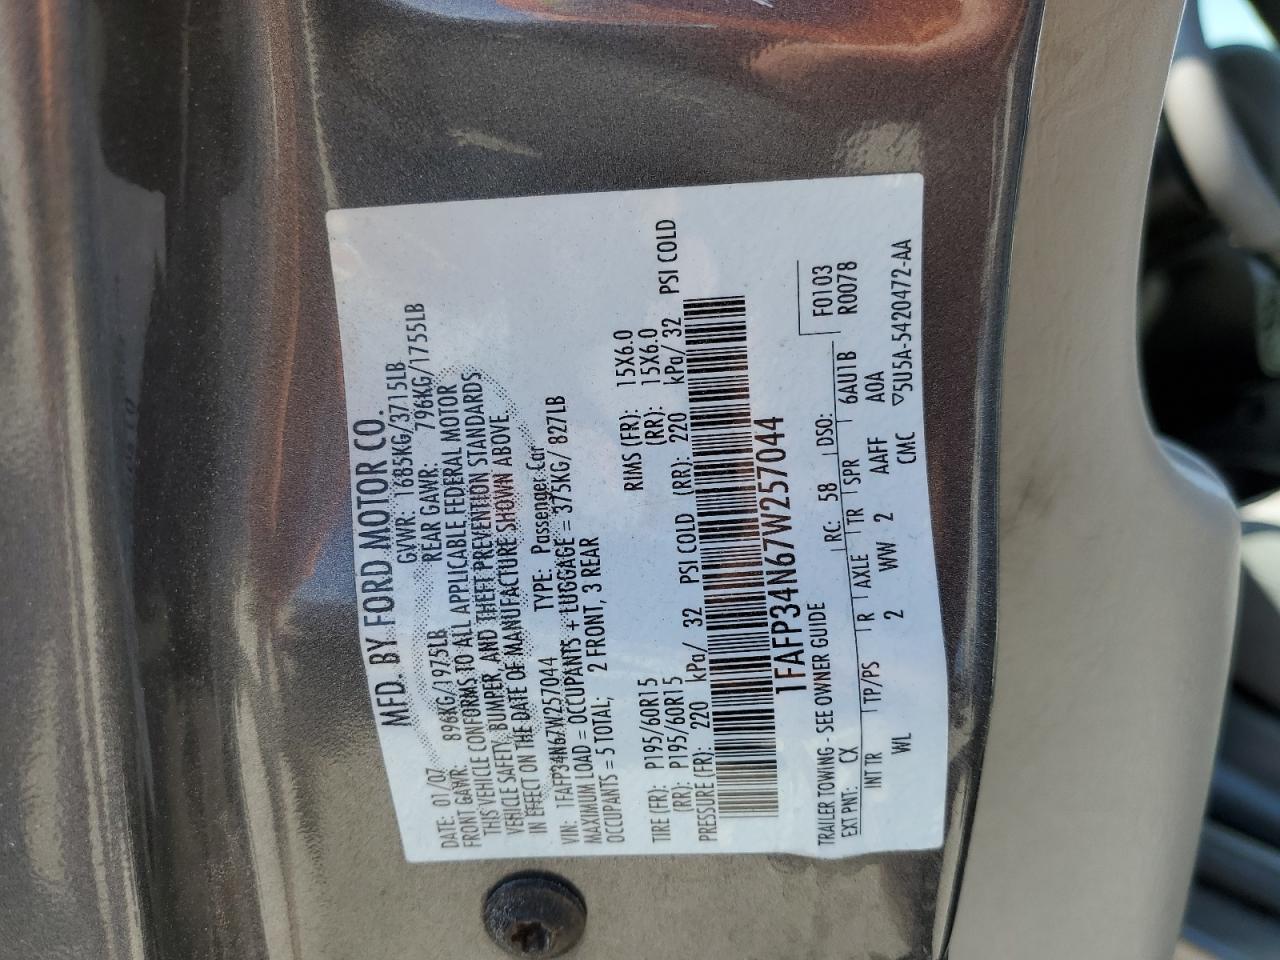 MFD. BY FORD MOTOR CO.
DATE: 01/07 GVWR: 1685KG/3715LB
FRONT GAWR: 896KG/1975LB REAR GAWR: 796KG/1755LB
THIS VEHICLE CONFORMS TO ALL APPLICABLE FEDERAL MOTOR
VEHICLE SAFETY, BUMPER, AND THEFT PREVENTION STANDARDS
IN EFFECT ON THE DATE OF MANUFACTURE SHOWN ABOVE.
VIN: 1FAFP34N67W257044 TYPE: Passenger Car
MAXIMUM LOAD = OCCUPANTS + LUGGAGE = 375KG/ 827LB
OCCUPANTS = 5 TOTAL; 2 FRONT, 3 REAR
TIRE (FR): P195/60R15 RIMS (FR): 15X6.0
(RR): P195/60R15 (RR): 15X6.0
PRESSURE (FR): 220 kPa/ 32 PSI COLD (RR): 220 kPa/ 32 PSI COLD
1FAFP34N67W257044
F0103
R0078
TRAILER TOWING - SEE OWNER GUIDE RC: 58 DSO:
EXT PNT: CX
INT TR TP/PS R AXLE TR SPR 6AU1B
WL 2 WW 2 AAFF A0A
CMC ▽5U5A-5420472-AA